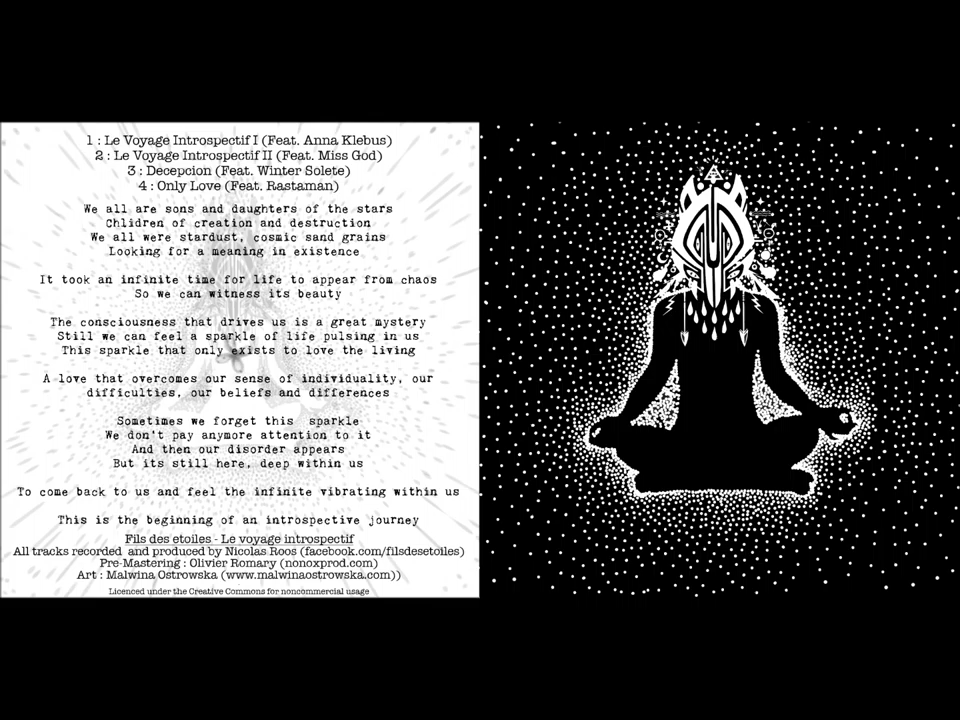 1 : Le Voyage Introspectif I (Feat. Anna Klebus)
2 : Le Voyage Introspectif II (Feat. Miss God)
3 : Decepcion (Feat. Winter Solete)
4 : Only Love (Feat. Rastaman)
We all are sons and daughters of the stars
Chlidren of creation and destruction
We all were stardust, cosmic sand grains
Looking for a meaning in existence
It took an infinite time for life to appear from chaos
So we can witness its beauty
The consciousness that drives us is a great mystery
Still we can feel a sparkle of life pulsing in us
This sparkle that only exists to love the living
A love that overcomes our sense of individuality, our
difficulties, our beliefs and differences
Sometimes we forget this sparkle
We don't pay anymore attention to it
And then our disorder appears
But its still here, deep within us
To come back to us and feel the infinite vibrating within us
This is the beginning of an introspective journey
Fils des etoiles - Le voyage introspectif
All tracks recorded and produced by Nicolas Roos (facebook.com/filsdesetoiles)
Pre-Mastering : Olivier Romary (nonoxprod.com)
Art : Malwina Ostrowska (www.malwinaostrowska.com))
Licenced under the Creative Commons for noncommercial usage